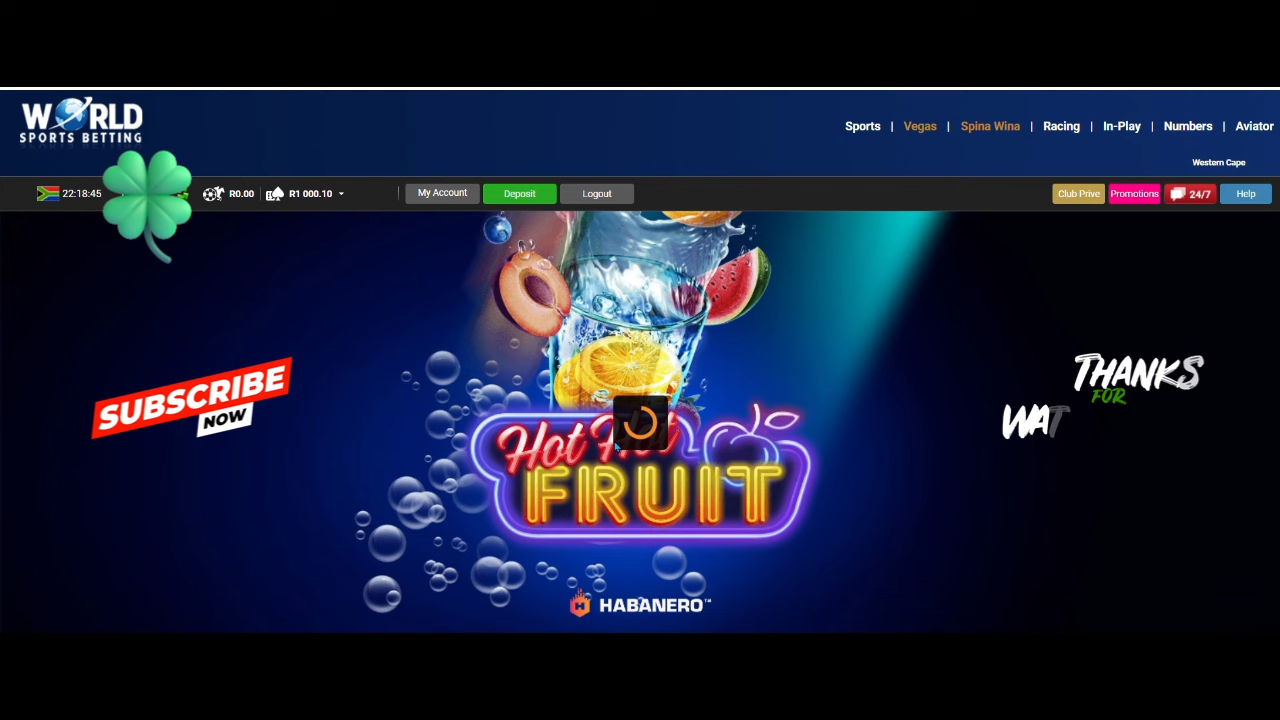 WORLD
SPORTS BETTING
Sports | Vegas | Spina Wina | Racing | In-Play | Numbers | Aviator
Western Cape
22:18:45 R0.00 R1 000.10 My Account Deposit Logout Club Prive Promotions 24/7 Help
SUBSCRIBE
NOW
THANKS
FOR
WAT
Hot Hot
FRUIT
HABANERO™